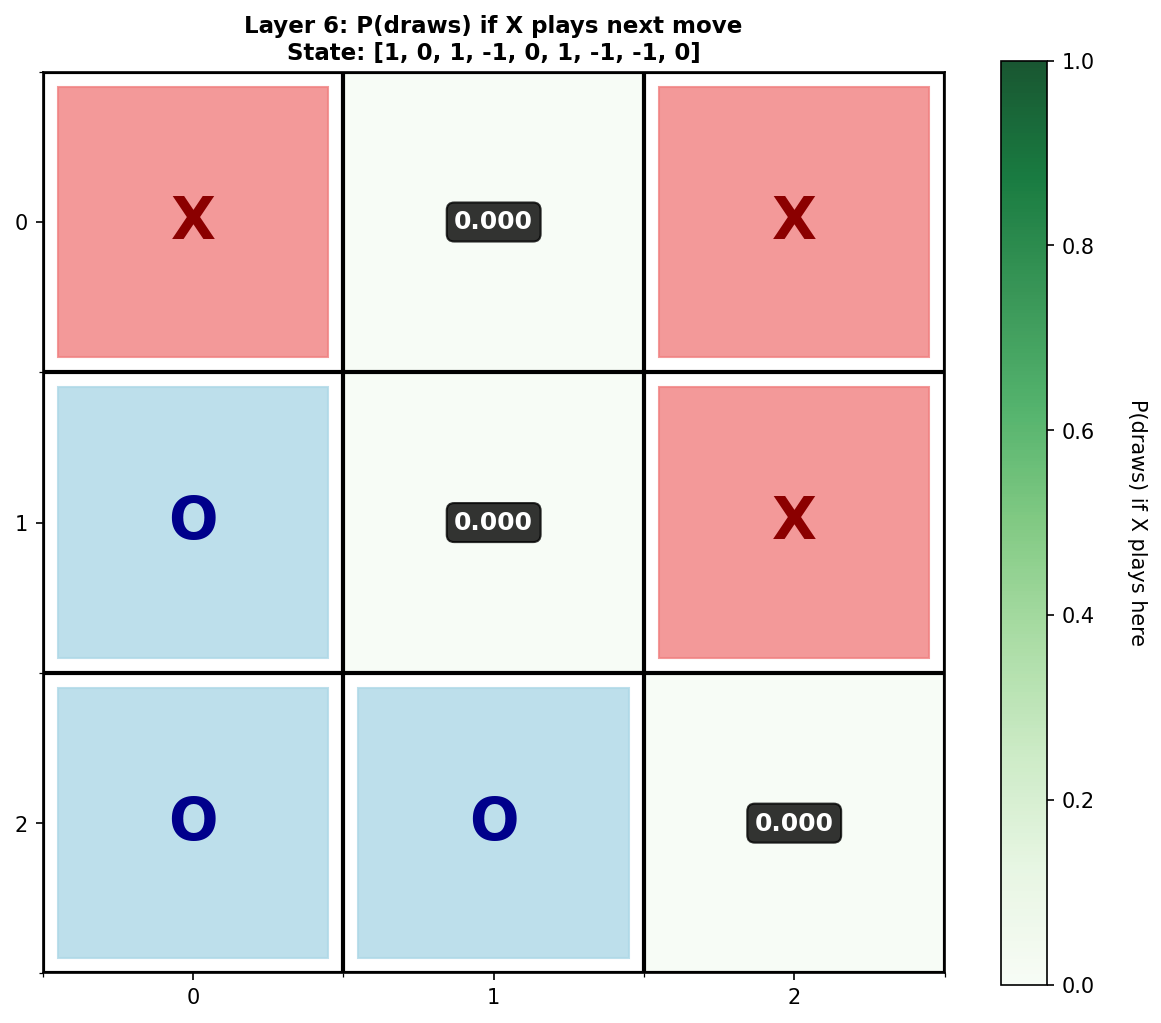 Layer 6: P(draws) if X plays next move
State: [1, 0, 1, -1, 0, 1, -1, -1, 0]
X
0.000
X
O
0.000
X
O
O
0.000
0
1
2
0
1
2
1.0
0.8
0.6
0.4
0.2
0.0
P(draws) if X plays here